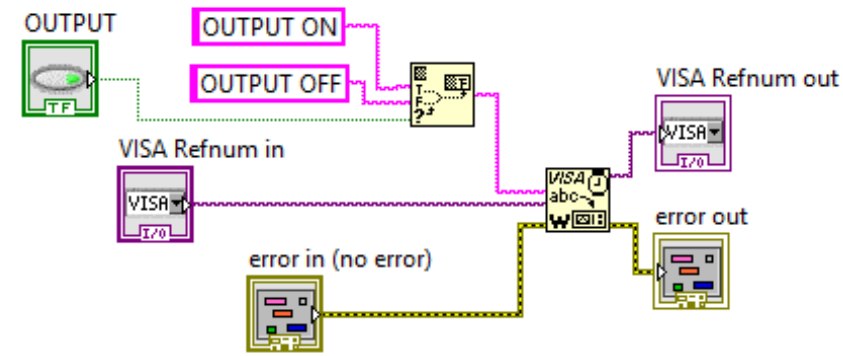 OUTPUT
OUTPUT ON
OUTPUT OFF
TF
T
F
?
VISA Refnum in
VISA
I/O
VISA
abc
W
VISA Refnum out
VISA
I/O
error in (no error)
error out